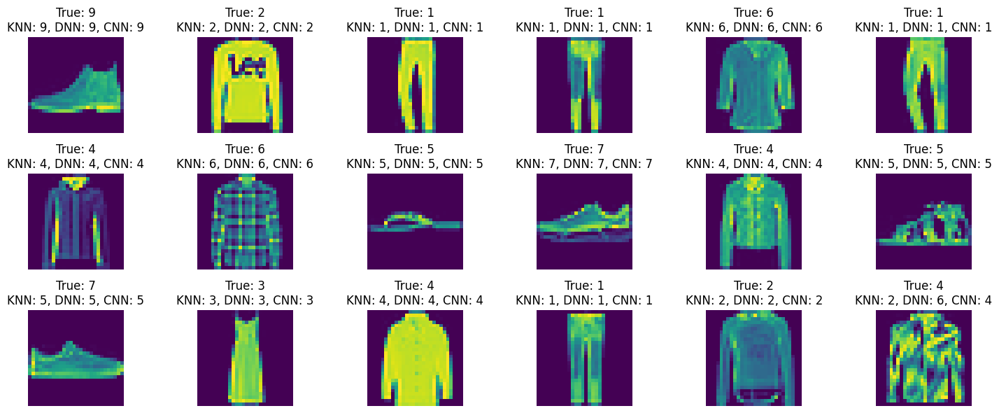 True: 9
KNN: 9, DNN: 9, CNN: 9
True: 2
KNN: 2, DNN: 2, CNN: 2
True: 1
KNN: 1, DNN: 1, CNN: 1
True: 1
KNN: 1, DNN: 1, CNN: 1
True: 6
KNN: 6, DNN: 6, CNN: 6
True: 1
KNN: 1, DNN: 1, CNN: 1
True: 4
KNN: 4, DNN: 4, CNN: 4
True: 6
KNN: 6, DNN: 6, CNN: 6
True: 5
KNN: 5, DNN: 5, CNN: 5
True: 7
KNN: 7, DNN: 7, CNN: 7
True: 4
KNN: 4, DNN: 4, CNN: 4
True: 5
KNN: 5, DNN: 5, CNN: 5
True: 7
KNN: 5, DNN: 5, CNN: 5
True: 3
KNN: 3, DNN: 3, CNN: 3
True: 4
KNN: 4, DNN: 4, CNN: 4
True: 1
KNN: 1, DNN: 1, CNN: 1
True: 2
KNN: 2, DNN: 2, CNN: 2
True: 4
KNN: 2, DNN: 6, CNN: 4